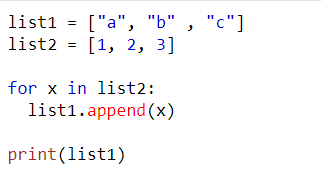 list1 = ["a", "b" , "c"]
list2 = [1, 2, 3]

for x in list2:
  list1.append(x)

print(list1)